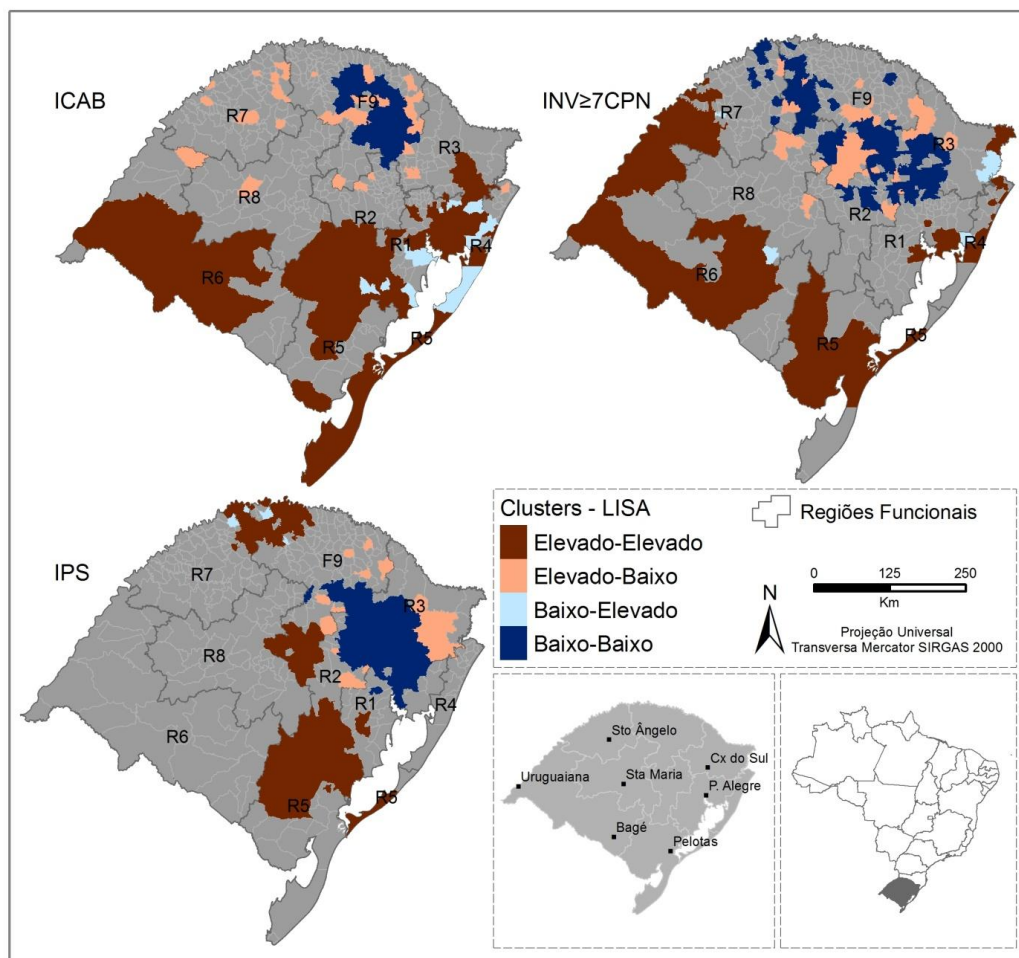 ICAB
R7
F9
R3
R8
R2
R1
R4
R6
R5
R5
INV≥7CPN
R7
F9
R3
R8
R2
R1
R4
R6
R5
R5
IPS
R7
F9
R3
R8
R2
R1
R4
R6
R5
R5
Clusters - LISA
Elevado-Elevado
Elevado-Baixo
Baixo-Elevado
Baixo-Baixo
Regiões Funcionais
N
0 125 250
Km
Projeção Universal
Transversa Mercator SIRGAS 2000
Sto Ângelo
Cx do Sul
Uruguaiana
Sta Maria
P. Alegre
Bagé
Pelotas